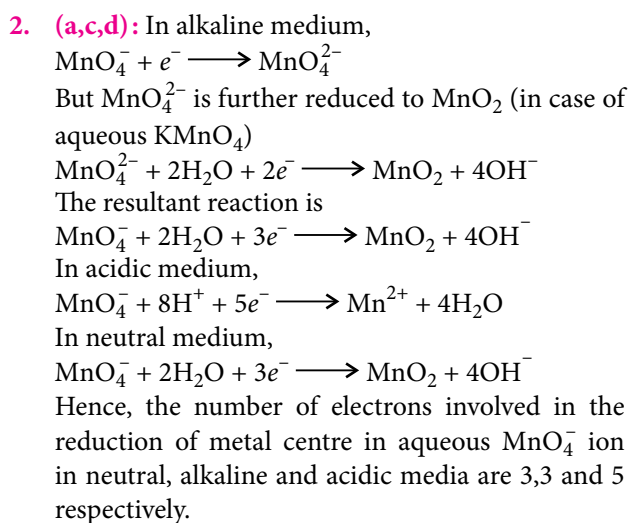 2. (a,c,d) : In alkaline medium,
MnO₄⁻ + e⁻ ⟶ MnO₄²⁻
But MnO₄²⁻ is further reduced to MnO₂ (in case of
aqueous KMnO₄)
MnO₄²⁻ + 2H₂O + 2e⁻ ⟶ MnO₂ + 4OH⁻
The resultant reaction is
MnO₄⁻ + 2H₂O + 3e⁻ ⟶ MnO₂ + 4OH⁻
In acidic medium,
MnO₄⁻ + 8H⁺ + 5e⁻ ⟶ Mn²⁺ + 4H₂O
In neutral medium,
MnO₄⁻ + 2H₂O + 3e⁻ ⟶ MnO₂ + 4OH⁻
Hence, the number of electrons involved in the
reduction of metal centre in aqueous MnO₄⁻ ion
in neutral, alkaline and acidic media are 3,3 and 5
respectively.